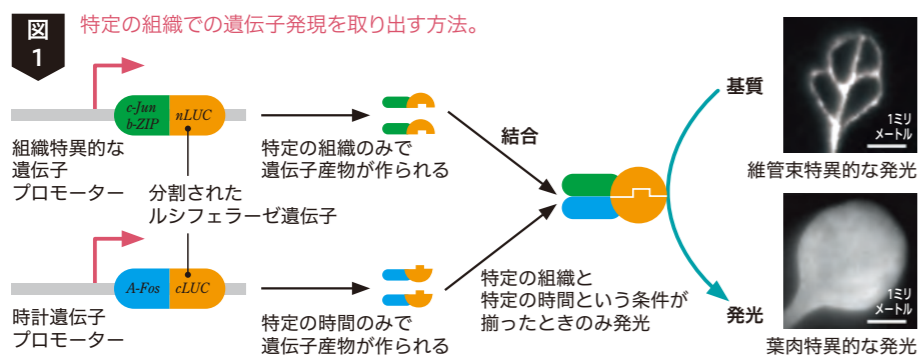 図
1
特定の組織での遺伝子発現を取り出す方法。
c-Jun
b-ZIP
nLUC
組織特異的な
遺伝子
プロモーター
分割された
ルシフェラーゼ遺伝子
特定の組織のみで
遺伝子産物が作られる
A-Fos
cLUC
時計遺伝子
プロモーター
特定の時間のみで
遺伝子産物が作られる
結合
特定の組織と
特定の時間という条件が
揃ったときのみ発光
基質
発光
1ミリ
メートル
維管束特異的な発光
1ミリ
メートル
葉肉特異的な発光